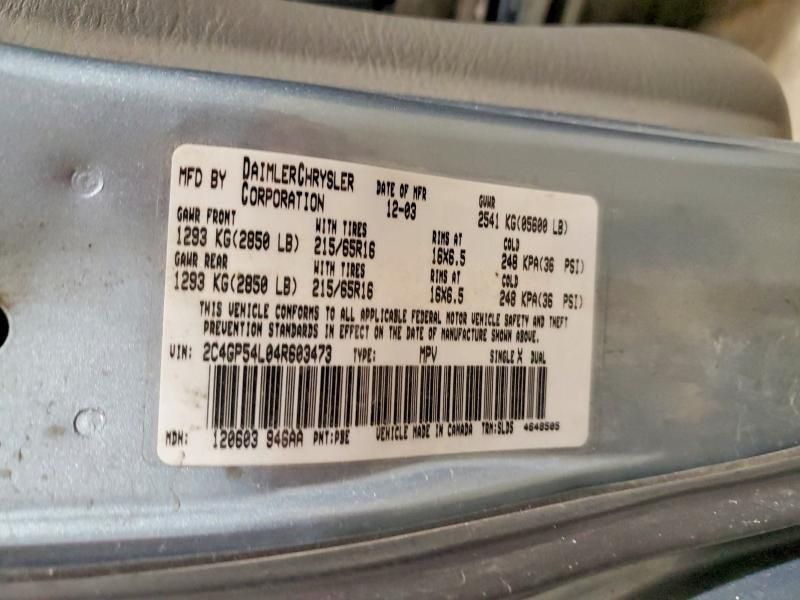 MFD BY DAIMLERCHRYSLER CORPORATION DATE OF MFR 12-03 GVWR 2541 KG(05600 LB)
GAWR FRONT WITH TIRES RIMS AT COLD
1293 KG(2850 LB) 215/65R16 16X6.5 248 KPA(36 PSI)
GAWR REAR WITH TIRES RIMS AT COLD
1293 KG(2850 LB) 215/65R16 16X6.5 248 KPA(36 PSI)
THIS VEHICLE CONFORMS TO ALL APPLICABLE FEDERAL MOTOR VEHICLE SAFETY AND THEFT
PREVENTION STANDARDS IN EFFECT ON THE DATE OF MANUFACTURE SHOWN ABOVE.
VIN: 2C4GP54L04R603473 TYPE: MPV SINGLE X DUAL
MDH: 120603 946AA PNT:PBE VEHICLE MADE IN CANADA TRM:SLD5 4648505